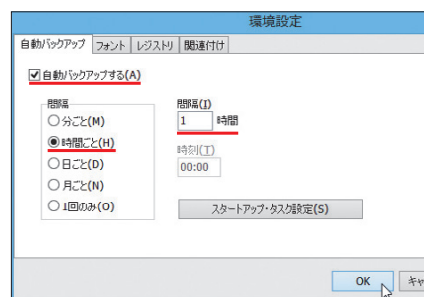 環境設定
自動バックアップ フォント レジストリ 関連付け
自動バックアップする(A)
間隔
分ごと(M)
時間ごと(H)
日ごと(D)
月ごと(N)
1回のみ(O)
間隔(I)
1 時間
時刻(T)
00:00
スタートアップ・タスク設定(S)
OK
キャ